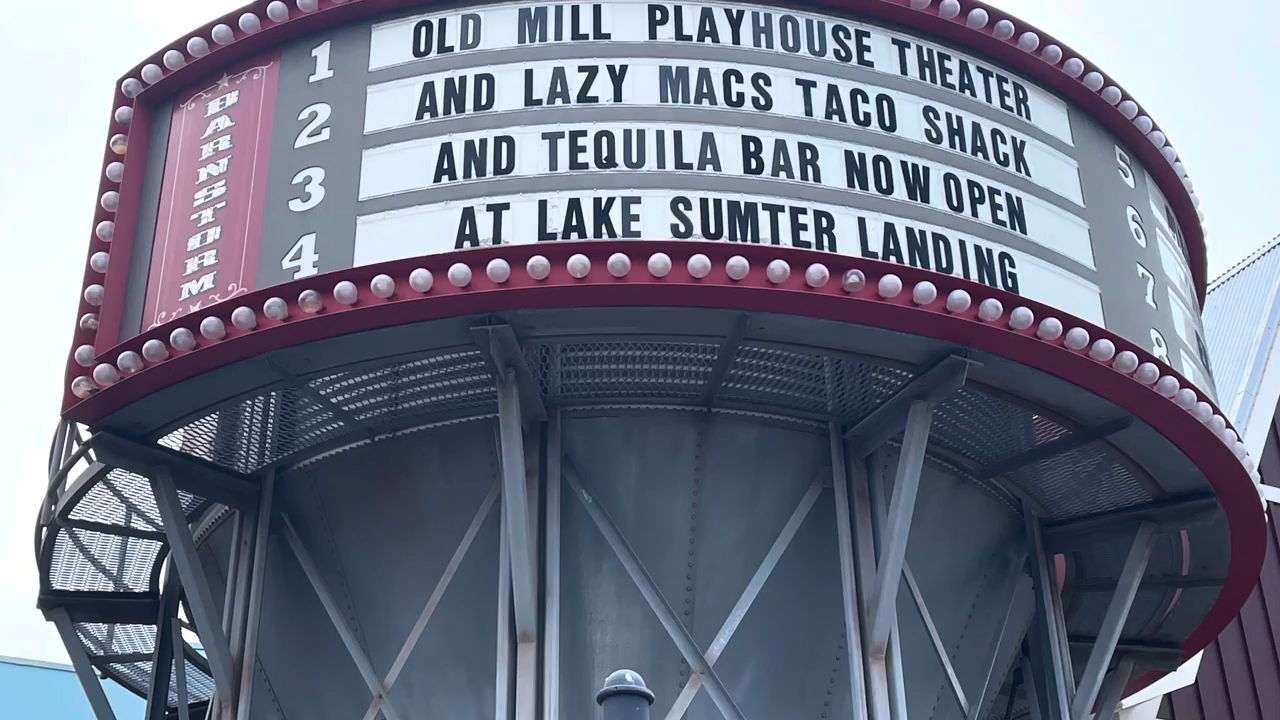 BARNSTORM
1 OLD MILL PLAYHOUSE THEATER
2 AND LAZY MACS TACO SHACK
3 AND TEQUILA BAR NOW OPEN
4 AT LAKE SUMTER LANDING
5
6
7
8